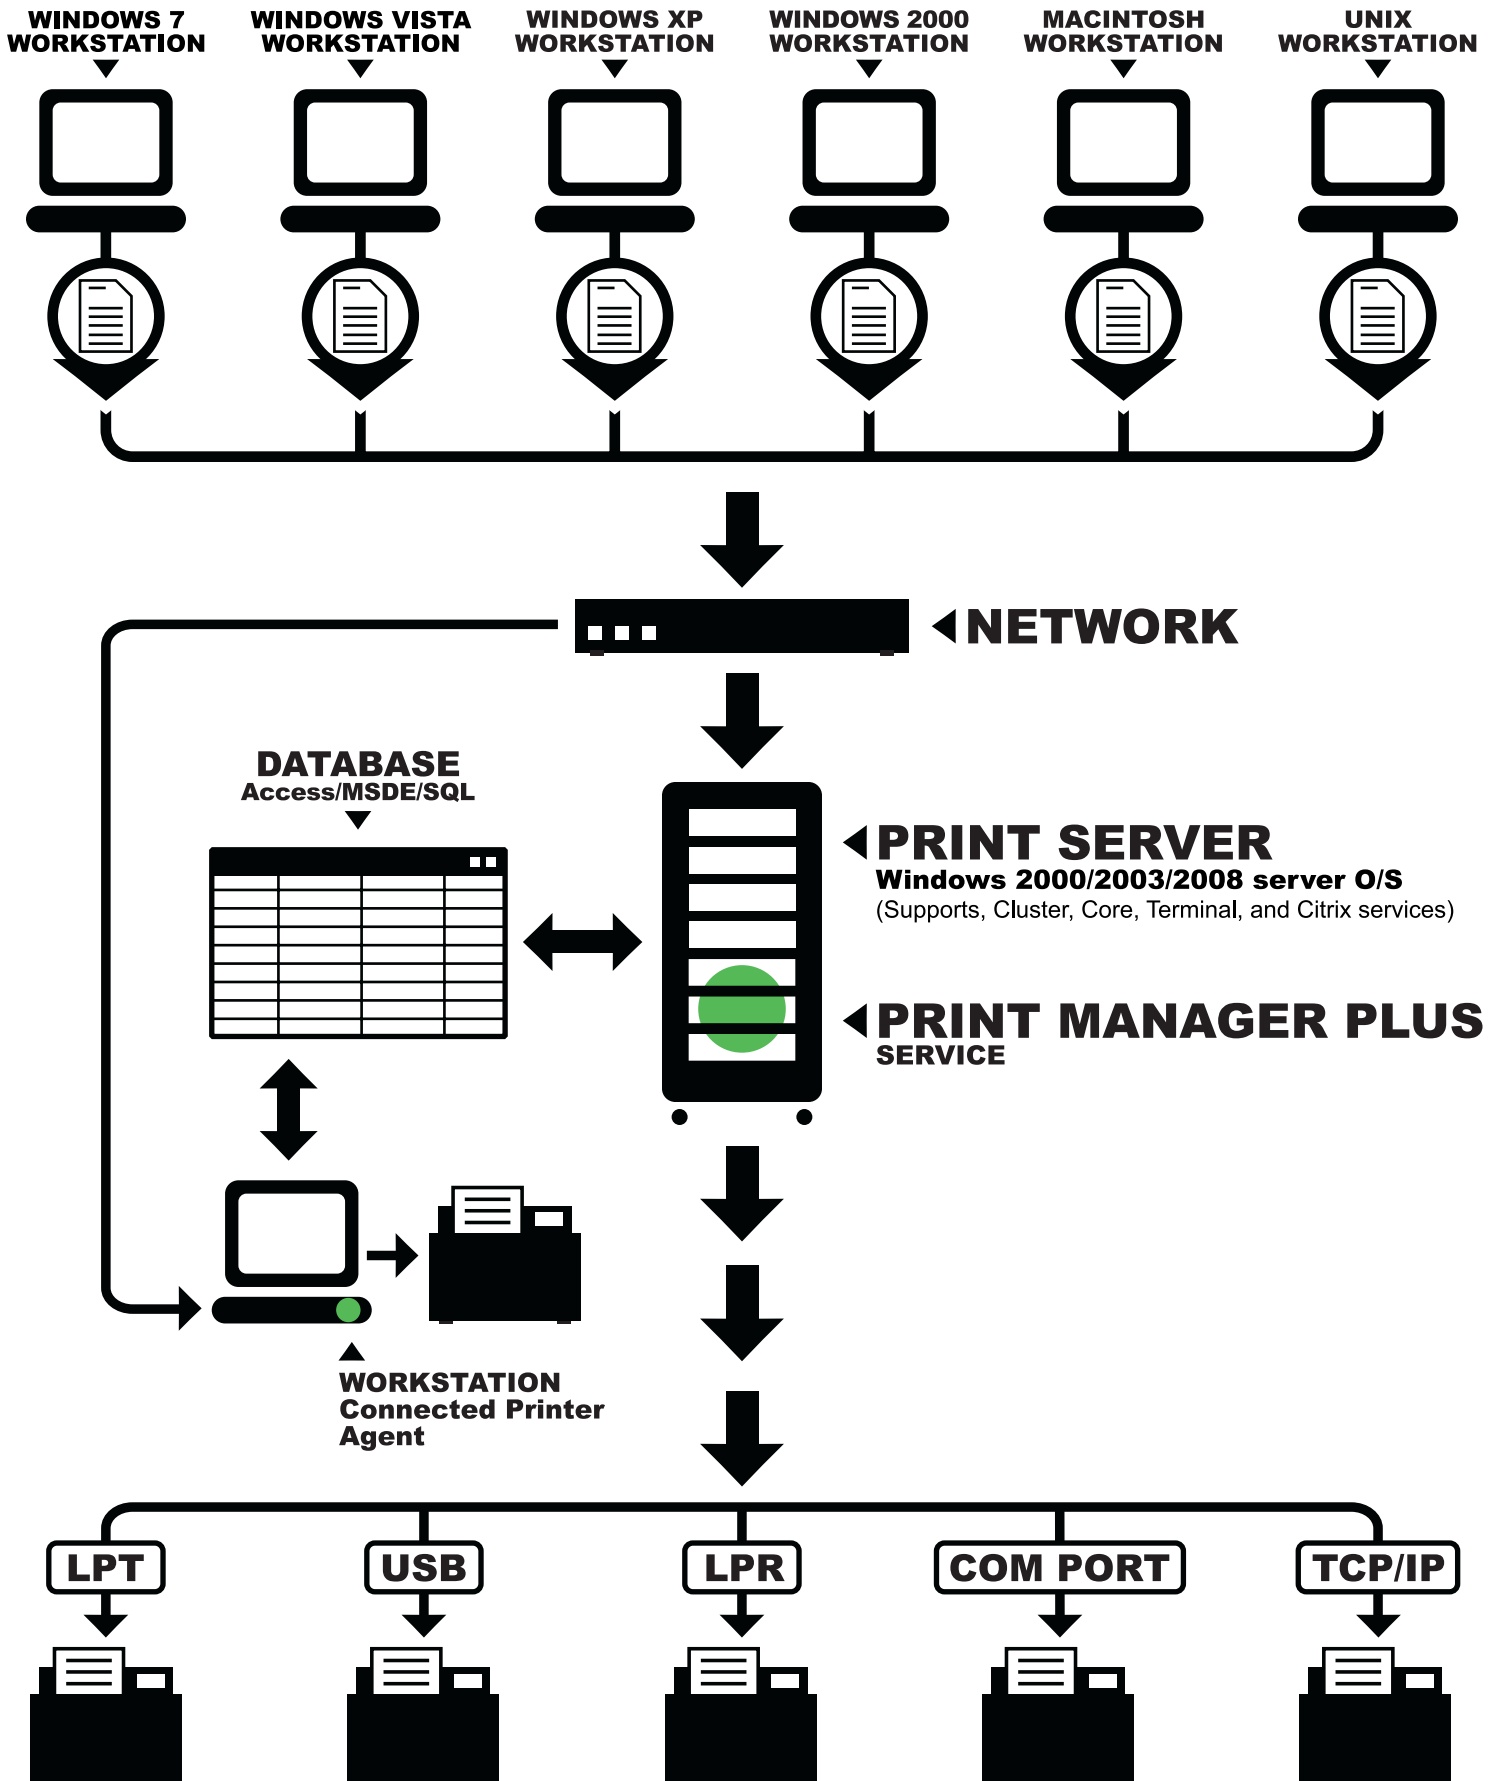 WINDOWS 7
WORKSTATION
WINDOWS VISTA
WORKSTATION
WINDOWS XP
WORKSTATION
WINDOWS 2000
WORKSTATION
MACINTOSH
WORKSTATION
UNIX
WORKSTATION
NETWORK
DATABASE
Access/MSDE/SQL
PRINT SERVER
Windows 2000/2003/2008 server O/S
(Supports, Cluster, Core, Terminal, and Citrix services)
PRINT MANAGER PLUS
SERVICE
WORKSTATION
Connected Printer
Agent
LPT
USB
LPR
COM PORT
TCP/IP